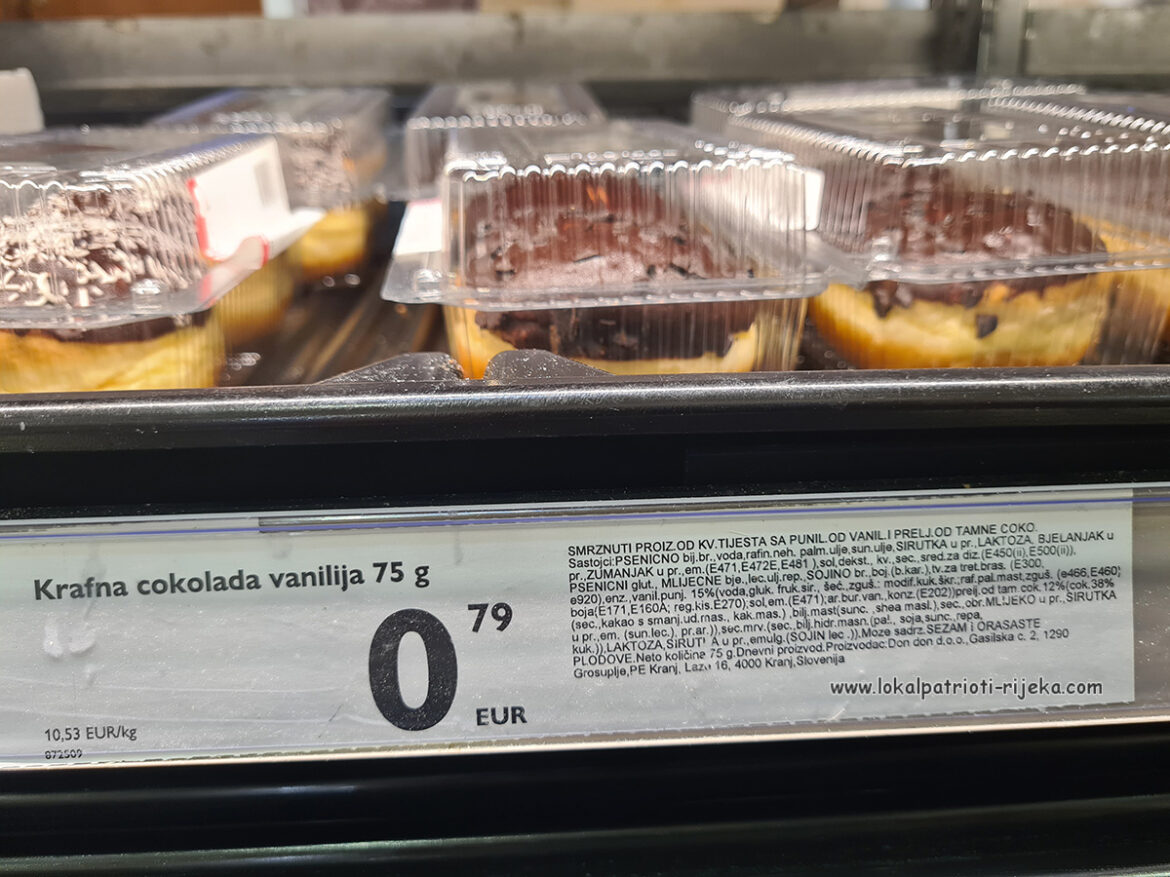 Krafna cokolada vanilija 75 g
0
79
EUR
10,53 EUR/kg
872509
SMRZNUTI PROIZ.OD KV.TIJESTA SA PUNIL.OD VANIL.I PRELJ.OD TAMNE COKO.
Sastojci:PSENICNO bij.br.,voda,rafin.neh. palm.ulje,sun.ulje,SIRUTKA u pr.,LAKTOZA, BJELANJAK u
pr.,ZUMANJAK u pr.,em.(E471,E472E,E481 ),sol,dekst., kv.,sec.,sred.za diz.(E450(ii),E500(ii)),
PSENICNI glut., MLIJECNE bje.,lec.ulj.rep., SOJINO br.,boj.(b.kar.),tv.za tret.bras. (E300,
e920),enz.,vanil.punj. 15%(voda,gluk. fruk.sir., šeć.,zguš.: modif.kuk.škr.;raf.pal.mast,zguš. (e466,E460;
boja(E171,E160A; reg.kis.E270);sol,em.(E471);ar.bur.van.,konz.(E202))prelj.od tam.cok.12%(cok.38%
(sec.,kakao s smanj.ud.mas., kak.mas.) ,bilj.mast(sunc. ,shea masl.),sec.,obr.MLIJEKO u pr.,SIRUTKA
u pr.,em. (sun.lec.), pr.ar.)),sec.mrv.(sec.,bilj.hidr.masn.(pal., soja,sunc.,repa,
kuk.)),LAKTOZA,SIRUT A u pr.,emulg.(SOJIN lec .)).Moze sadrz.SEZAM i ORASASTE
PLODOVE.Neto količina 75 g.Dnevni proizvod.Proizvodac:Don don d.o.o.,Gasilska c. 2, 1290
Grosuplje,PE Kranj, Laze 16, 4000 Kranj,Slovenija
www.lokalpatrioti-rijeka.com